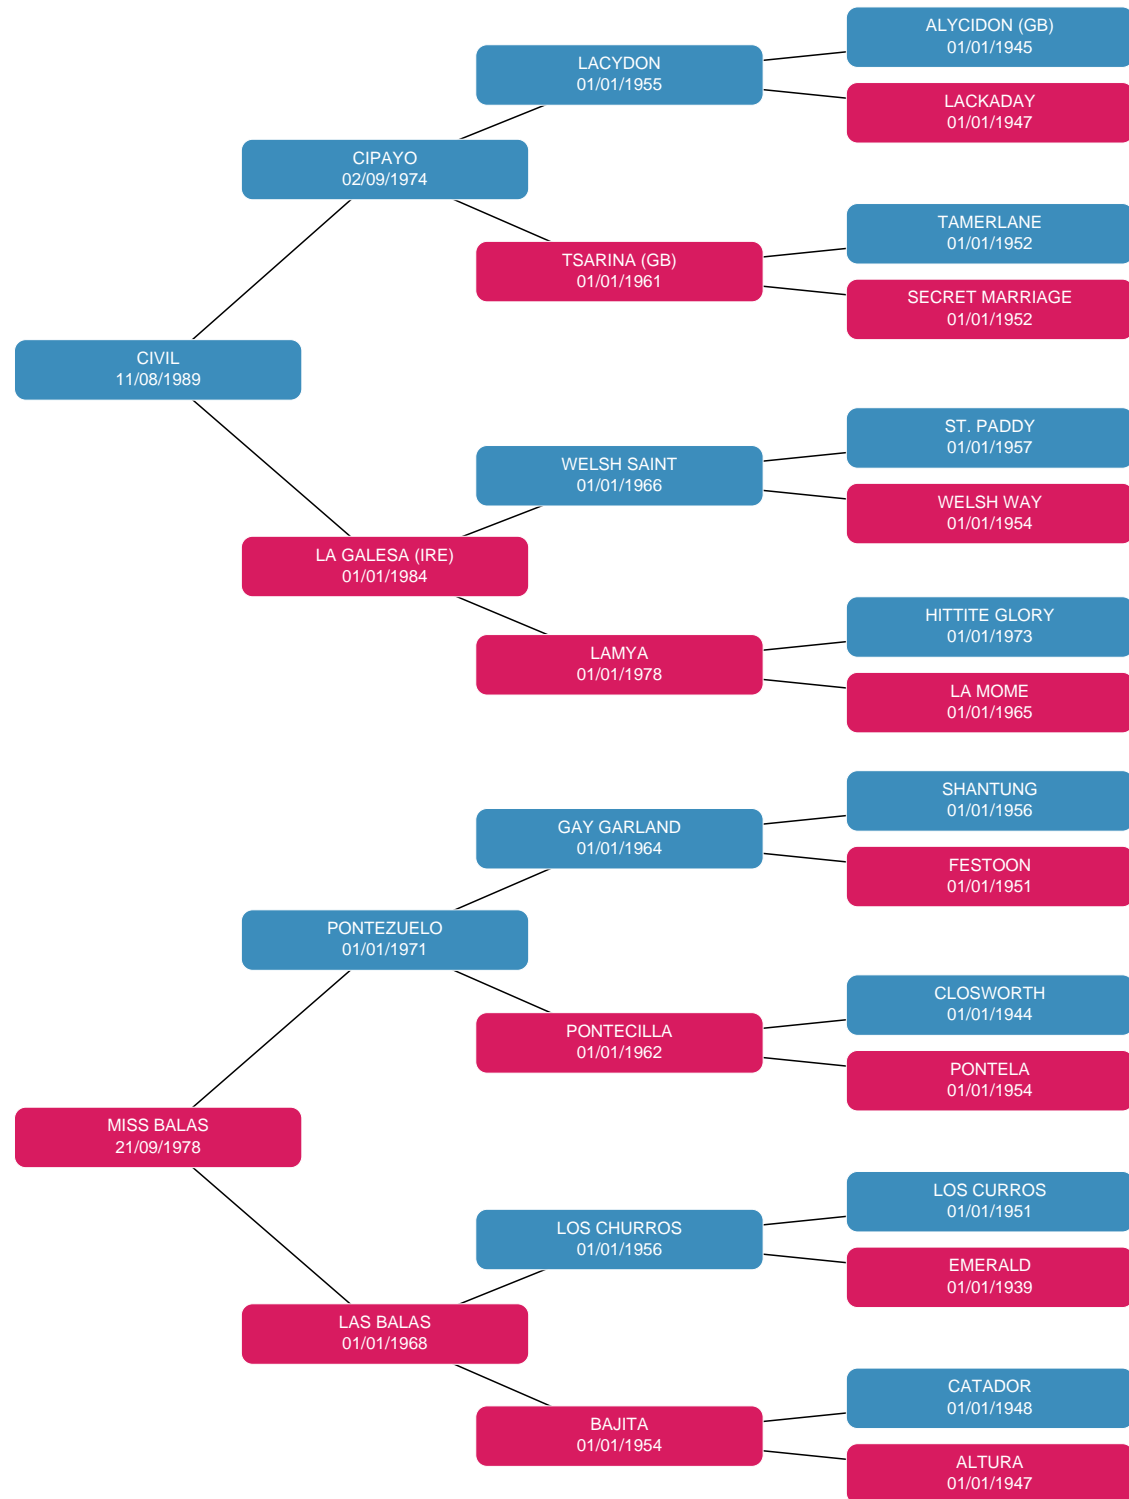 ALYCIDON (GB)
01/01/1945
LACYDON
01/01/1955
LACKADAY
01/01/1947
CIPAYO
02/09/1974
TAMERLANE
01/01/1952
TSARINA (GB)
01/01/1961
SECRET MARRIAGE
01/01/1952
CIVIL
11/08/1989
ST. PADDY
01/01/1957
WELSH SAINT
01/01/1966
WELSH WAY
01/01/1954
LA GALESA (IRE)
01/01/1984
HITTITE GLORY
01/01/1973
LAMYA
01/01/1978
LA MOME
01/01/1965
SHANTUNG
01/01/1956
GAY GARLAND
01/01/1964
FESTOON
01/01/1951
PONTEZUELO
01/01/1971
CLOSWORTH
01/01/1944
PONTECILLA
01/01/1962
PONTELA
01/01/1954
MISS BALAS
21/09/1978
LOS CURROS
01/01/1951
LOS CHURROS
01/01/1956
EMERALD
01/01/1939
LAS BALAS
01/01/1968
CATADOR
01/01/1948
BAJITA
01/01/1954
ALTURA
01/01/1947